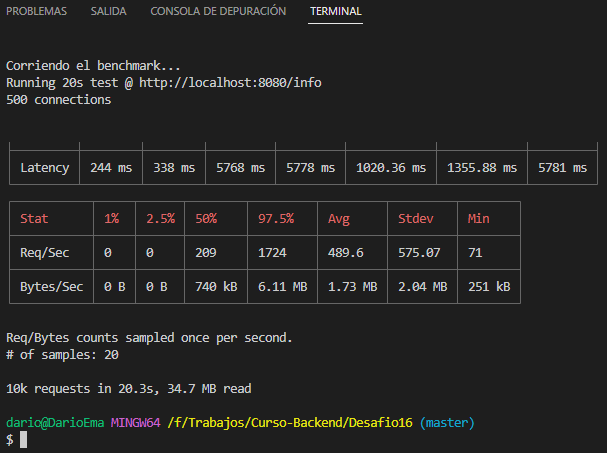 PROBLEMAS SALIDA CONSOLA DE DEPURACIÓN TERMINAL
Corriendo el benchmark...
Running 20s test @ http://localhost:8080/info
500 connections
Latency 244 ms 338 ms 5768 ms 5778 ms 1020.36 ms 1355.88 ms 5781 ms
Stat 1% 2.5% 50% 97.5% Avg Stdev Min
Req/Sec 0 0 209 1724 489.6 575.07 71
Bytes/Sec 0 B 0 B 740 kB 6.11 MB 1.73 MB 2.04 MB 251 kB
Req/Bytes counts sampled once per second.
# of samples: 20
10k requests in 20.3s, 34.7 MB read
dario@DarioEma MINGW64 /f/Trabajos/Curso-Backend/Desafio16 (master)
$